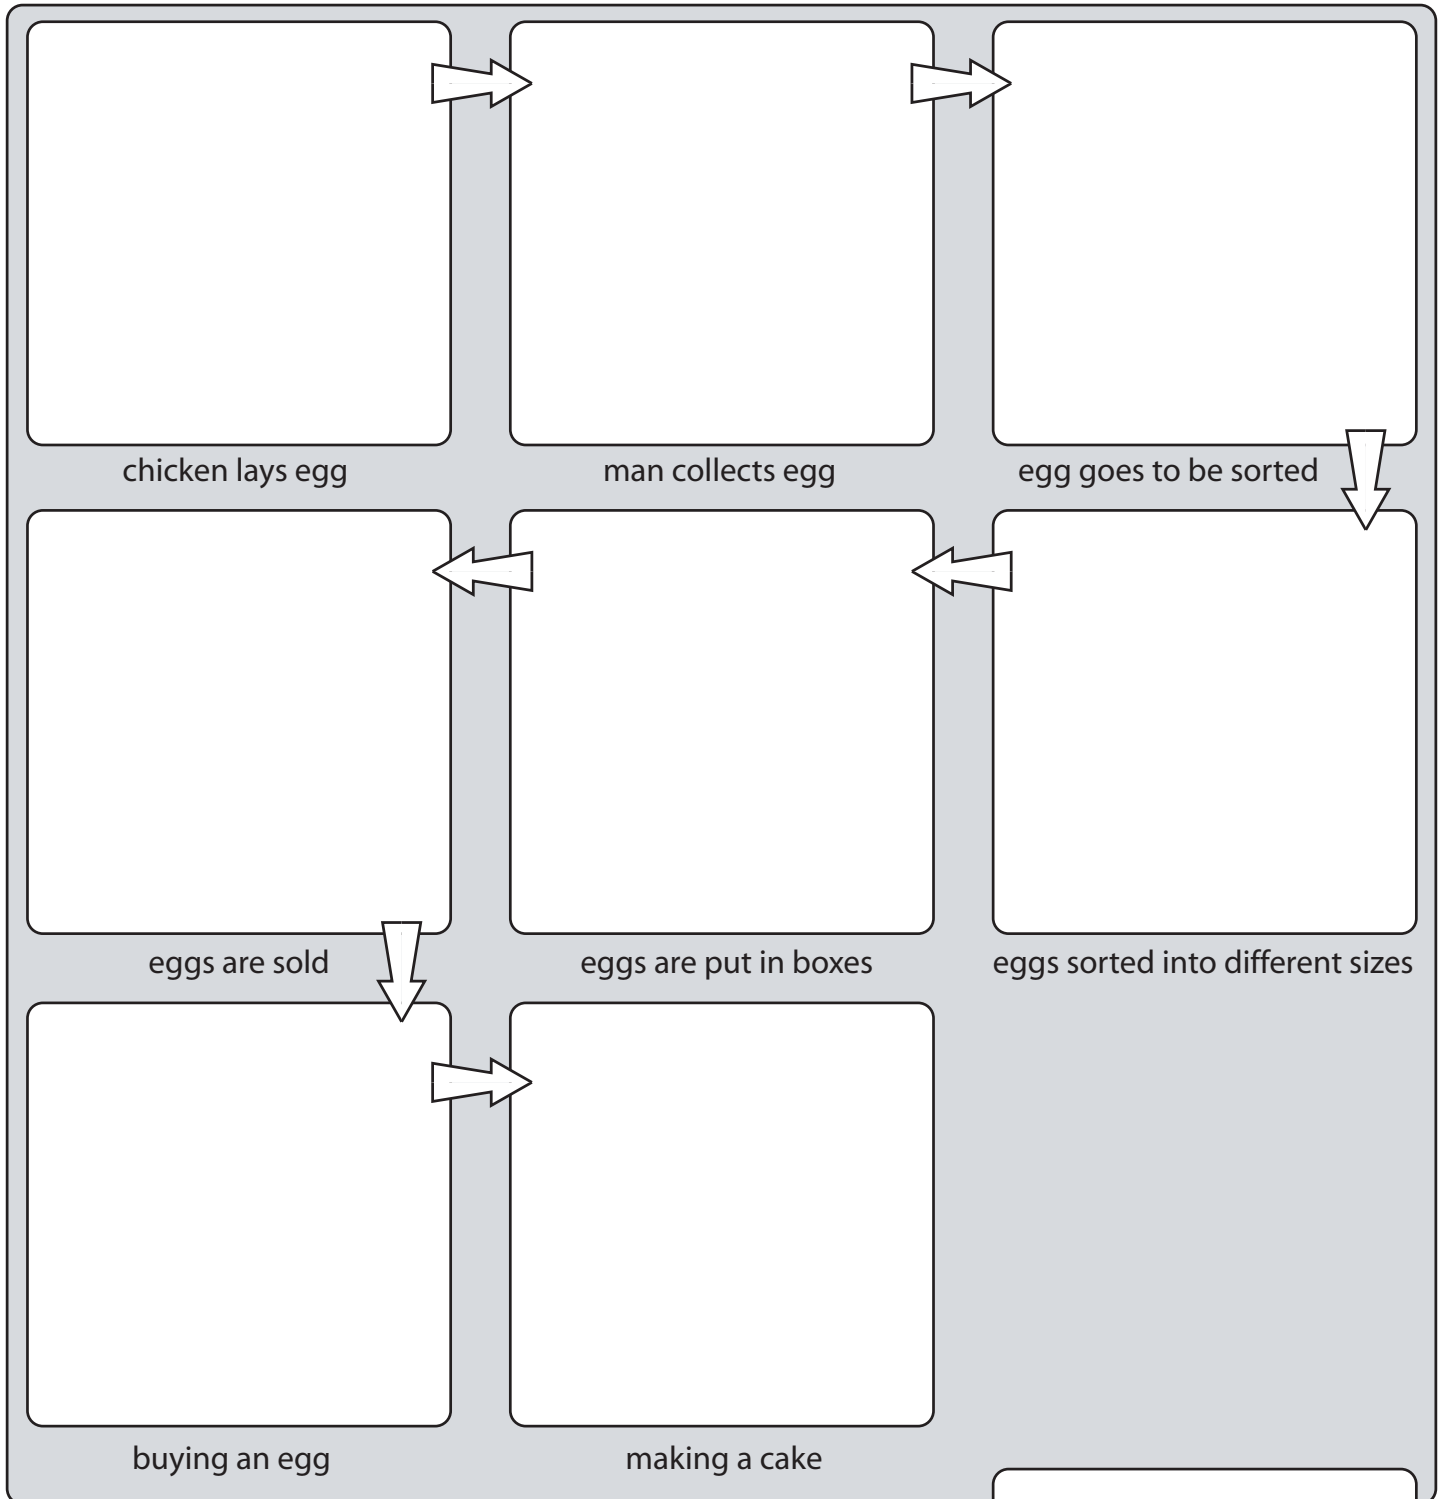 chicken lays egg
man collects egg
egg goes to be sorted
eggs are sold
eggs are put in boxes
eggs sorted into different sizes
buying an egg
making a cake